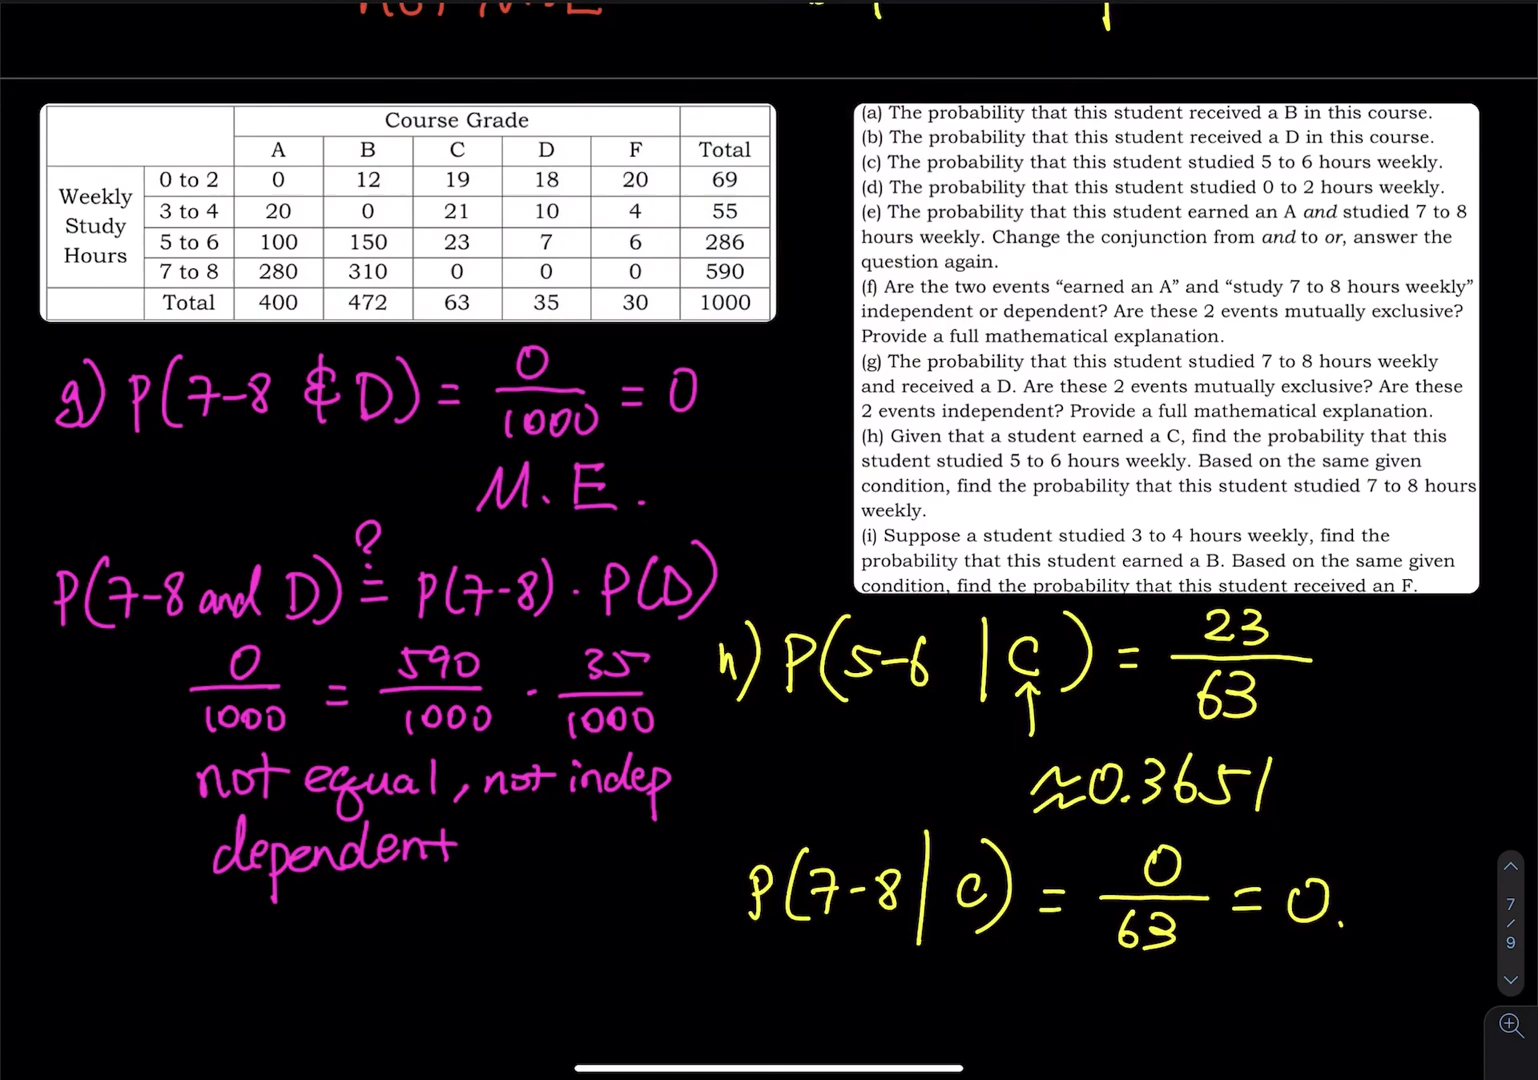 NOT M.E
Course Grade
A B C D F Total
Weekly Study Hours
0 to 2 0 12 19 18 20 69
3 to 4 20 0 21 10 4 55
5 to 6 100 150 23 7 6 286
7 to 8 280 310 0 0 0 590
Total 400 472 63 35 30 1000
(a) The probability that this student received a B in this course.
(b) The probability that this student received a D in this course.
(c) The probability that this student studied 5 to 6 hours weekly.
(d) The probability that this student studied 0 to 2 hours weekly.
(e) The probability that this student earned an A and studied 7 to 8
hours weekly. Change the conjunction from and to or, answer the
question again.
(f) Are the two events “earned an A” and “study 7 to 8 hours weekly”
independent or dependent? Are these 2 events mutually exclusive?
Provide a full mathematical explanation.
(g) The probability that this student studied 7 to 8 hours weekly
and received a D. Are these 2 events mutually exclusive? Are these
2 events independent? Provide a full mathematical explanation.
(h) Given that a student earned a C, find the probability that this
student studied 5 to 6 hours weekly. Based on the same given
condition, find the probability that this student studied 7 to 8 hours
weekly.
(i) Suppose a student studied 3 to 4 hours weekly, find the
probability that this student earned a B. Based on the same given
condition, find the probability that this student received an F.
g) P(7-8 & D) = 0/1000 = 0
M.E.
P(7-8 and D) ?= P(7-8) · P(D)
0/1000 = 590/1000 · 35/1000
not equal, not indep
dependent
h) P(5-6 | C) = 23/63
≈0.3651
P(7-8 | C) = 0/63 = 0.
7
/
9